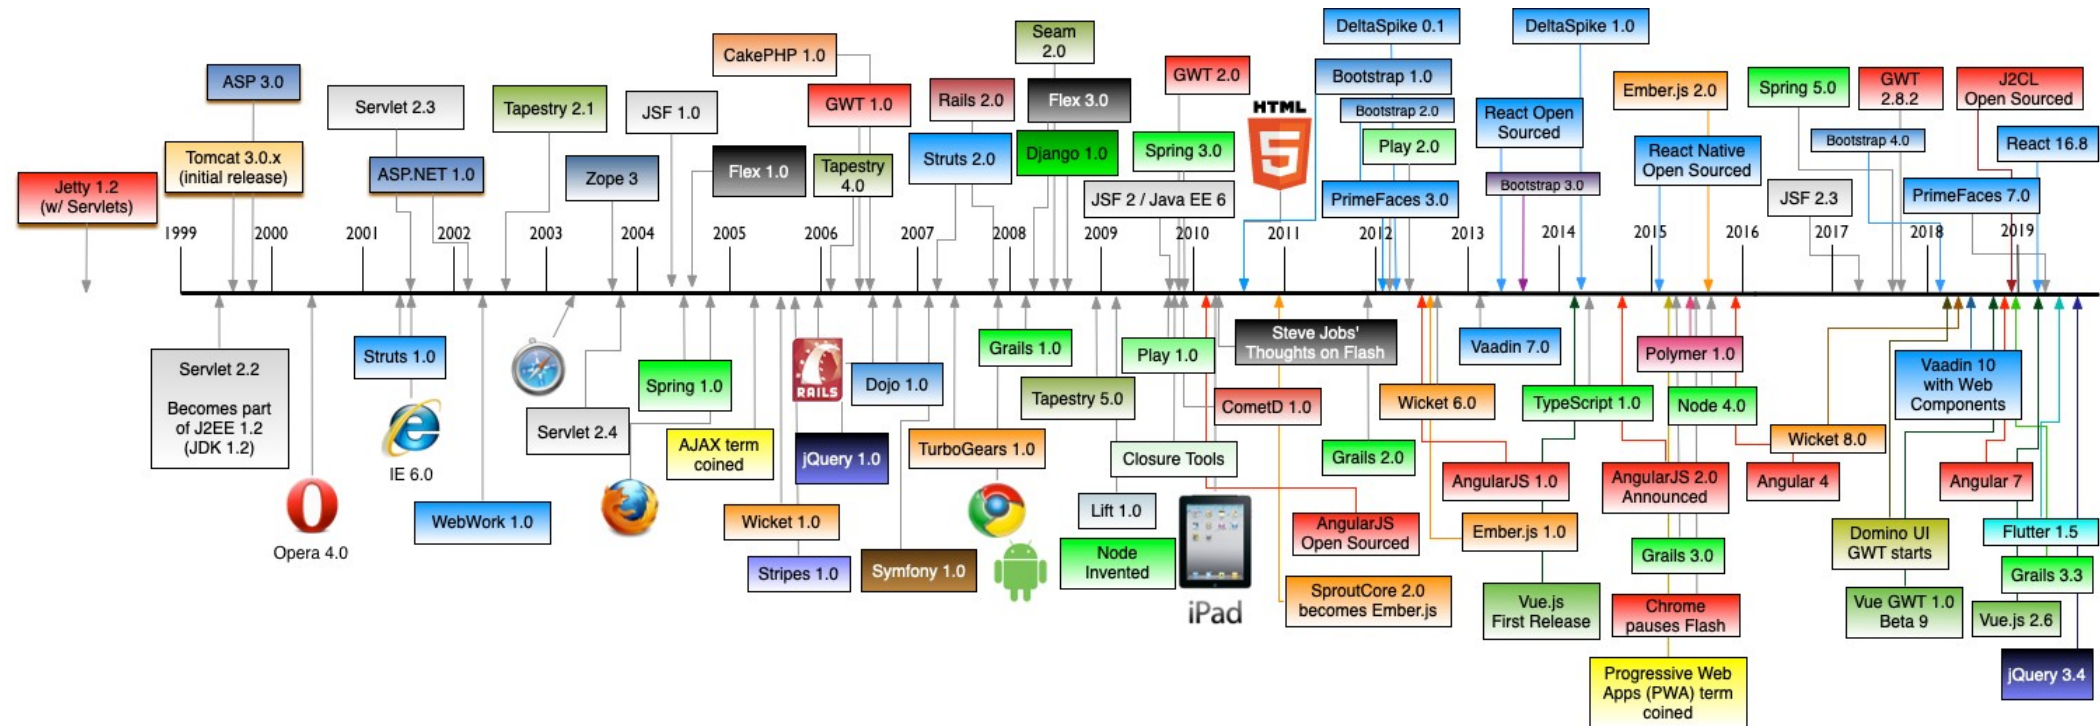 DeltaSpike 0.1
DeltaSpike 1.0
Seam
2.0
CakePHP 1.0
ASP 3.0
GWT 2.0
Bootstrap 1.0
Ember.js 2.0
Spring 5.0
GWT
2.8.2
J2CL
Open Sourced
Servlet 2.3
Tapestry 2.1
JSF 1.0
GWT 1.0
Rails 2.0
Flex 3.0
HTML
5
Bootstrap 2.0
React Open
Sourced
Tomcat 3.0.x
(initial release)
ASP.NET 1.0
Zope 3
Flex 1.0
Tapestry
4.0
Struts 2.0
Django 1.0
Spring 3.0
Play 2.0
React Native
Open Sourced
Bootstrap 4.0
React 16.8
Jetty 1.2
(w/ Servlets)
JSF 2 / Java EE 6
PrimeFaces 3.0
Bootstrap 3.0
JSF 2.3
PrimeFaces 7.0
1999
2000
2001
2002
2003
2004
2005
2006
2007
2008
2009
2010
2011
2012
2013
2014
2015
2016
2017
2018
2019
Servlet 2.2
Becomes part
of J2EE 1.2
(JDK 1.2)
Struts 1.0
IE 6.0
Opera 4.0
WebWork 1.0
Servlet 2.4
Spring 1.0
AJAX term
coined
RAILS
Dojo 1.0
jQuery 1.0
Wicket 1.0
Stripes 1.0
Symfony 1.0
Grails 1.0
TurboGears 1.0
Tapestry 5.0
Play 1.0
Closure Tools
Lift 1.0
Node
Invented
iPad
Steve Jobs'
Thoughts on Flash
CometD 1.0
AngularJS
Open Sourced
SproutCore 2.0
becomes Ember.js
Grails 2.0
Vaadin 7.0
Wicket 6.0
AngularJS 1.0
Ember.js 1.0
TypeScript 1.0
Vue.js
First Release
Polymer 1.0
Node 4.0
AngularJS 2.0
Announced
Grails 3.0
Chrome
pauses Flash
Progressive Web
Apps (PWA) term
coined
Wicket 8.0
Angular 4
Vaadin 10
with Web
Components
Angular 7
Domino UI
GWT starts
Flutter 1.5
Grails 3.3
Vue GWT 1.0
Beta 9
Vue.js 2.6
jQuery 3.4